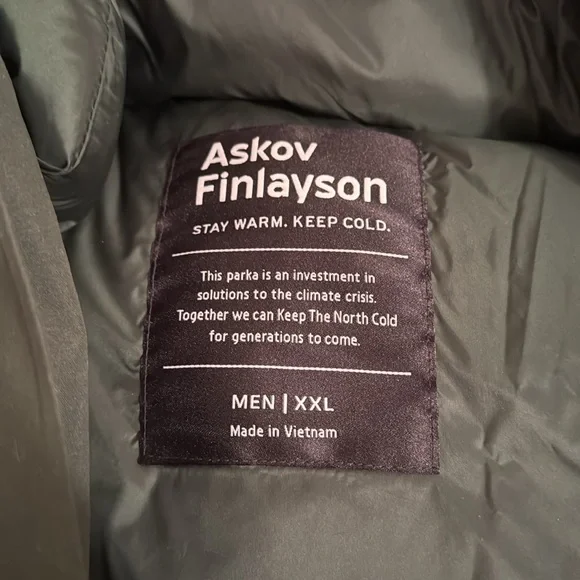 Askov
Finlayson
STAY WARM. KEEP COLD.
This parka is an investment in
solutions to the climate crisis.
Together we can Keep The North Cold
for generations to come.
MEN | XXL
Made in Vietnam